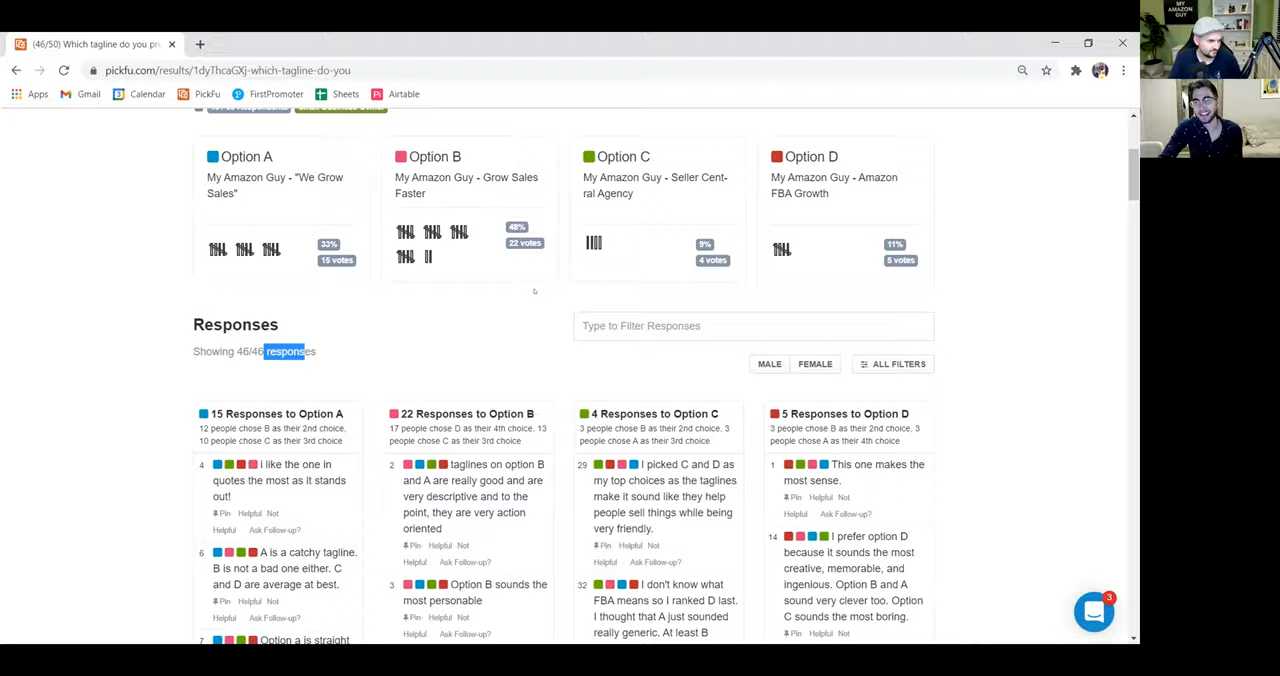 (46/50) Which tagline do you pre
pickfu.com/results/1dyThcaGXj-which-tagline-do-you
Apps
Gmail
Calendar
PickFu
FirstPromoter
Sheets
Airtable
MY
AMAZON
GUY
Option A
My Amazon Guy - "We Grow
Sales"
33%
15 votes
Option B
My Amazon Guy - Grow Sales
Faster
48%
22 votes
Option C
My Amazon Guy - Seller Cent-
ral Agency
9%
4 votes
Option D
My Amazon Guy - Amazon
FBA Growth
11%
5 votes
Responses
Type to Filter Responses
Showing 46/46 responses
MALE
FEMALE
ALL FILTERS
15 Responses to Option A
12 people chose B as their 2nd choice,
10 people chose C as their 3rd choice
4 i like the one in
quotes the most as it stands
out!
Pin Helpful Not
Helpful Ask Follow-up?
6 A is a catchy tagline.
B is not a bad one either. C
and D are average at best.
Pin Helpful Not
Helpful Ask Follow-up?
7 Option a is straight
22 Responses to Option B
17 people chose D as their 4th choice, 13
people chose C as their 3rd choice
2 taglines on option B
and A are really good and are
very descriptive and to the
point, they are very action
oriented
Pin Helpful Not
Helpful Ask Follow-up?
3 Option B sounds the
most personable
Pin Helpful Not
Helpful Ask Follow-up?
4 Responses to Option C
3 people chose B as their 2nd choice, 3
people chose A as their 3rd choice
29 I picked C and D as
my top choices as the taglines
make it sound like they help
people sell things while being
very friendly.
Pin Helpful Not
Helpful Ask Follow-up?
32 I don't know what
FBA means so I ranked D last.
I thought that A just sounded
really generic. At least B
5 Responses to Option D
3 people chose B as their 2nd choice, 3
people chose A as their 4th choice
1 This one makes the
most sense.
Pin Helpful Not
Helpful Ask Follow-up?
14 I prefer option D
because it sounds the most
creative, memorable, and
ingenious. Option B and A
sound very clever too. Option
C sounds the most boring.
Pin Helpful Not
3